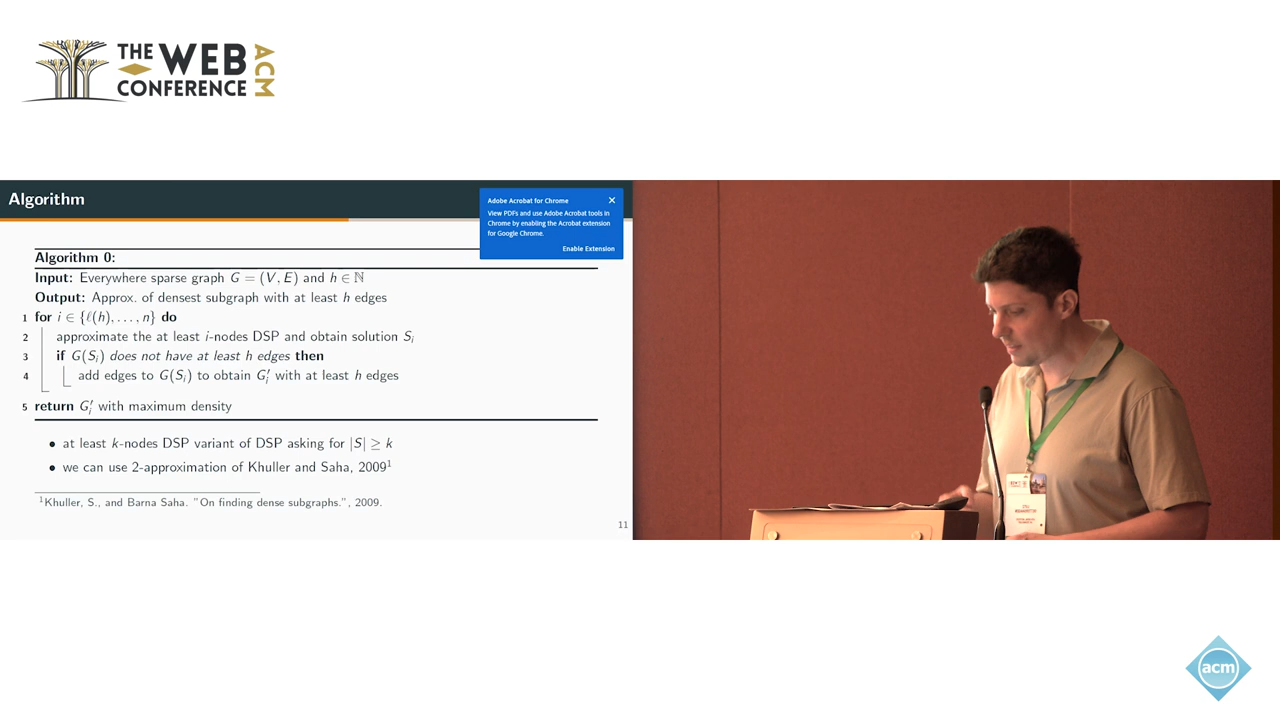 THE WEB CONFERENCE ACM
Algorithm
Adobe Acrobat for Chrome
View PDFs and use Adobe Acrobat tools in
Chrome by enabling the Acrobat extension
for Google Chrome.
Enable Extension
Algorithm 0:
Input: Everywhere sparse graph G = (V, E) and h ∈ ℕ
Output: Approx. of densest subgraph with at least h edges
1 for i ∈ {ℓ(h), . . . , n} do
2 approximate the at least i-nodes DSP and obtain solution Sᵢ
3 if G(Sᵢ) does not have at least h edges then
4 add edges to G(Sᵢ) to obtain G′ᵢ with at least h edges
5 return G′ᵢ with maximum density
• at least k-nodes DSP variant of DSP asking for |S| ≥ k
• we can use 2-approximation of Khuller and Saha, 2009¹
¹Khuller, S., and Barna Saha. "On finding dense subgraphs.", 2009.
11
acm